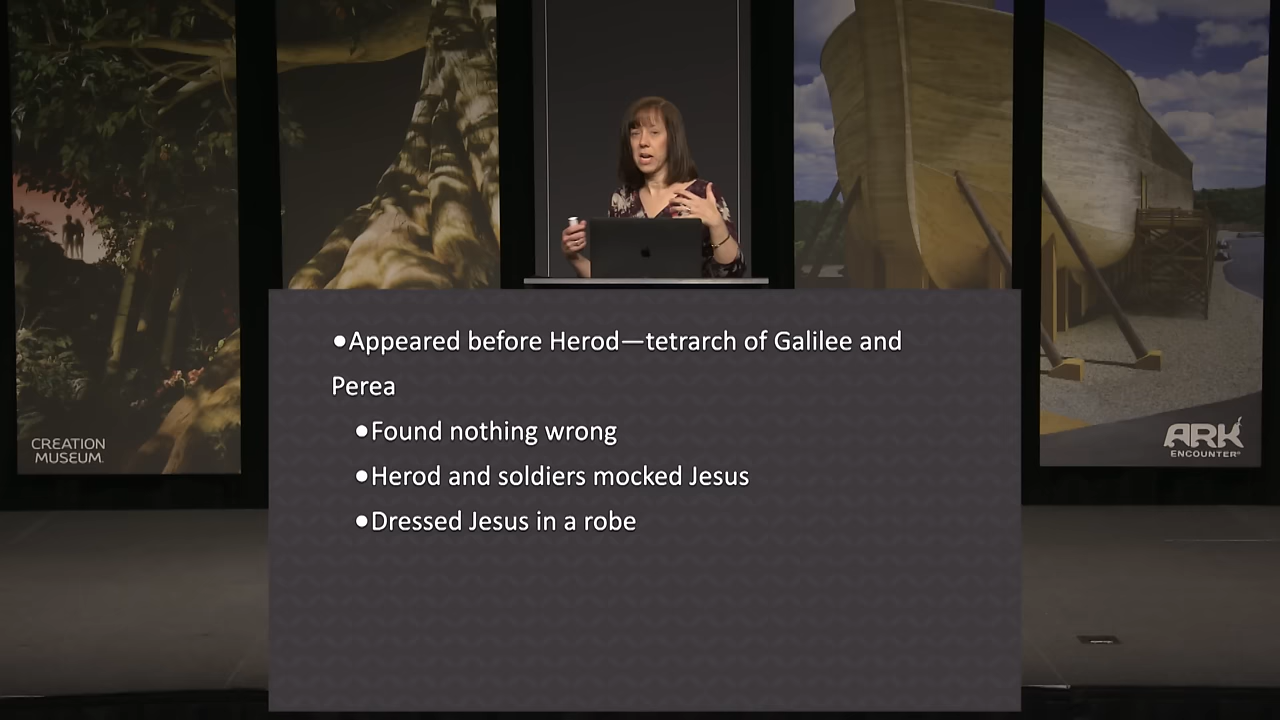 ●Appeared before Herod—tetrarch of Galilee and
Perea
●Found nothing wrong
●Herod and soldiers mocked Jesus
●Dressed Jesus in a robe
CREATION
MUSEUM.
ARK
ENCOUNTER®